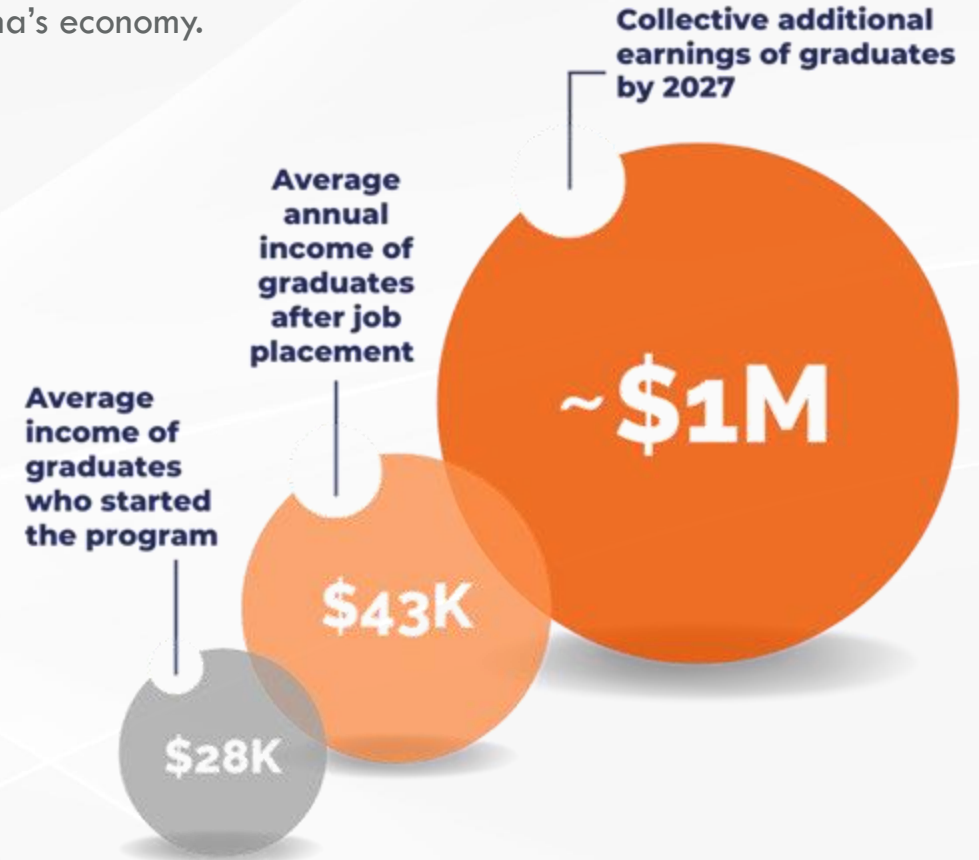 na's economy.
Collective additional
earnings of graduates
by 2027
Average
annual
income of
graduates
after job
placement
Average
income of
graduates
who started
the program
~$1M
$43K
$28K